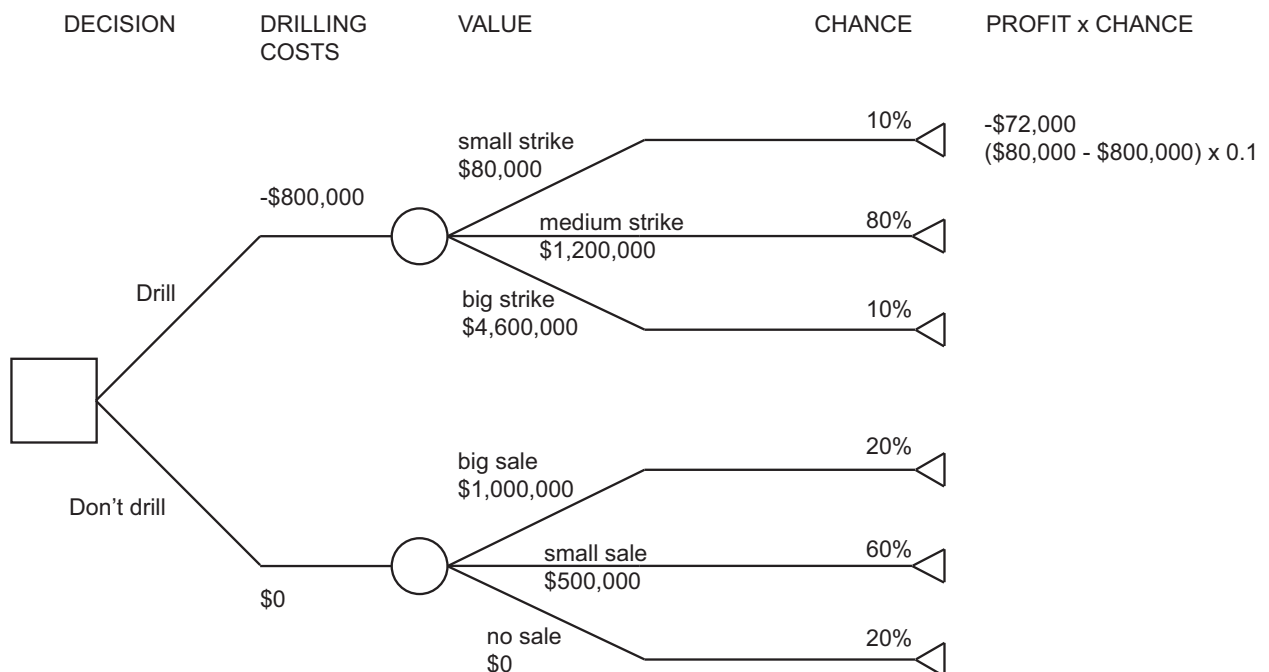 DECISION
DRILLING
COSTS
VALUE
CHANCE
PROFIT x CHANCE
small strike
$80,000
10%
-$72,000
($80,000 - $800,000) x 0.1
-$800,000
medium strike
$1,200,000
80%
Drill
big strike
$4,600,000
10%
Don’t drill
big sale
$1,000,000
20%
small sale
$500,000
60%
$0
no sale
$0
20%